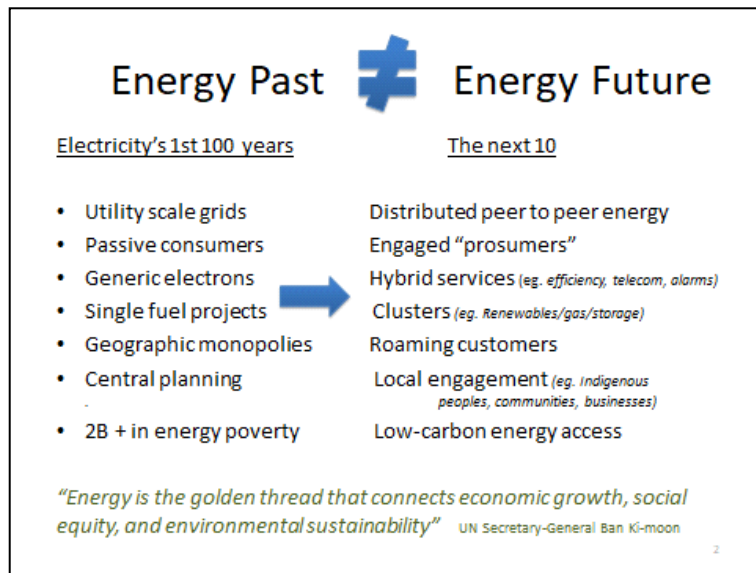 Energy Past ≠ Energy Future
Electricity's 1st 100 years The next 10
• Utility scale grids Distributed peer to peer energy
• Passive consumers Engaged “prosumers”
• Generic electrons Hybrid services (eg. efficiency, telecom, alarms)
• Single fuel projects Clusters (eg. Renewables/gas/storage)
• Geographic monopolies Roaming customers
• Central planning Local engagement (eg. Indigenous
. peoples, communities, businesses)
• 2B + in energy poverty Low-carbon energy access
“Energy is the golden thread that connects economic growth, social
equity, and environmental sustainability” UN Secretary-General Ban Ki-moon
2